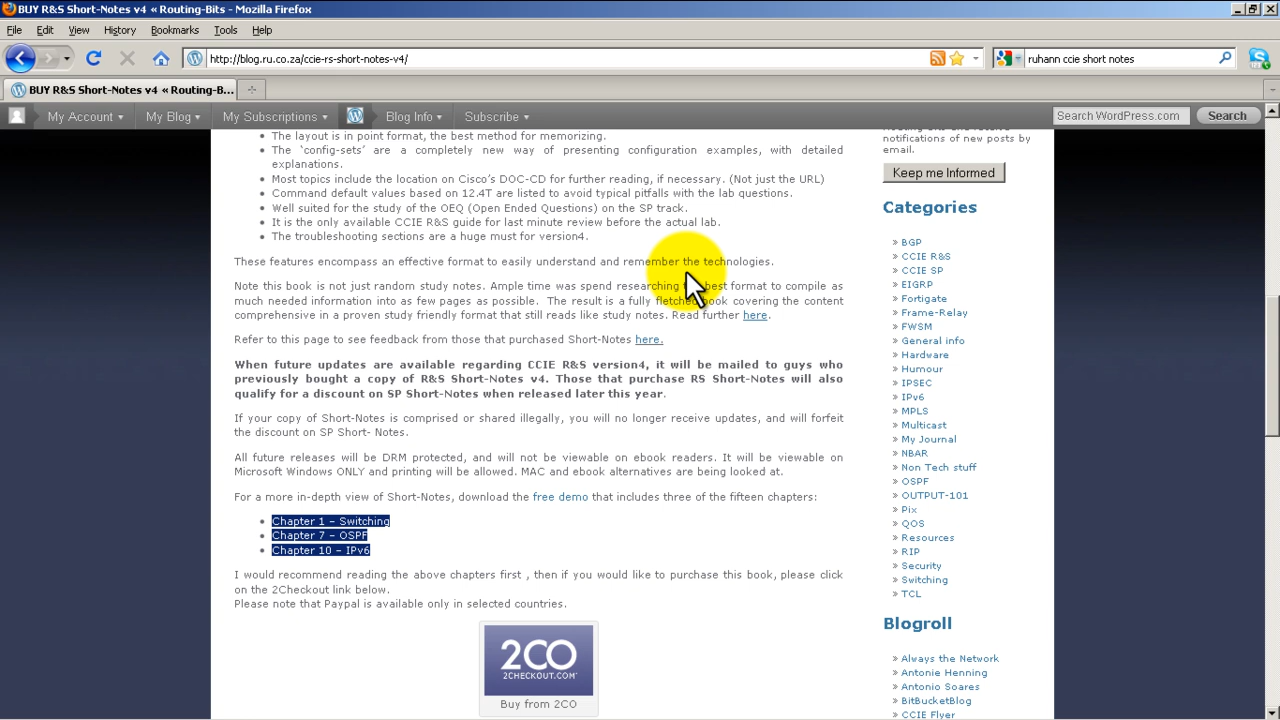 BUY R&S Short-Notes v4 « Routing-Bits - Mozilla Firefox
File Edit View History Bookmarks Tools Help
http://blog.ru.co.za/ccie-rs-short-notes-v4/
ruhann ccie short notes
BUY R&S Short-Notes v4 « Routing-B...
My Account My Blog My Subscriptions Blog Info Subscribe
Search WordPress.com Search
The layout is in point format, the best method for memorizing.
The 'config-sets' are a completely new way of presenting configuration examples, with detailed
explanations.
Most topics include the location on Cisco's DOC-CD for further reading, if necessary. (Not just the URL)
Command default values based on 12.4T are listed to avoid typical pitfalls with the lab questions.
Well suited for the study of the OEQ (Open Ended Questions) on the SP track.
It is the only available CCIE R&S guide for last minute review before the actual lab.
The troubleshooting sections are a huge must for version4.
These features encompass an effective format to easily understand and remember the technologies.
Note this book is not just random study notes. Ample time was spend researching best format to compile as
much needed information into as few pages as possible. The result is a fully fletched book covering the content
comprehensive in a proven study friendly format that still reads like study notes. Read further here.
Refer to this page to see feedback from those that purchased Short-Notes here.
When future updates are available regarding CCIE R&S version4, it will be mailed to guys who
previously bought a copy of R&S Short-Notes v4. Those that purchase RS Short-Notes will also
qualify for a discount on SP Short-Notes when released later this year.
If your copy of Short-Notes is comprised or shared illegally, you will no longer receive updates, and will forfeit
the discount on SP Short- Notes.
All future releases will be DRM protected, and will not be viewable on ebook readers. It will be viewable on
Microsoft Windows ONLY and printing will be allowed. MAC and ebook alternatives are being looked at.
For a more in-depth view of Short-Notes, download the free demo that includes three of the fifteen chapters:
Chapter 1 – Switching
Chapter 7 – OSPF
Chapter 10 – IPv6
I would recommend reading the above chapters first , then if you would like to purchase this book, please click
on the 2Checkout link below.
Please note that Paypal is available only in selected countries.
2CO
2CHECKOUT.COM
Buy from 2CO
notifications of new posts by
email.
Keep me Informed
Categories
» BGP
» CCIE R&S
» CCIE SP
» EIGRP
» Fortigate
» Frame-Relay
» FWSM
» General info
» Hardware
» Humour
» IPSEC
» IPv6
» MPLS
» Multicast
» My Journal
» NBAR
» Non Tech stuff
» OSPF
» OUTPUT-101
» Pix
» QOS
» Resources
» RIP
» Security
» Switching
» TCL
Blogroll
» Always the Network
» Antonie Henning
» Antonio Soares
» BitBucketBlog
» CCIE Flyer